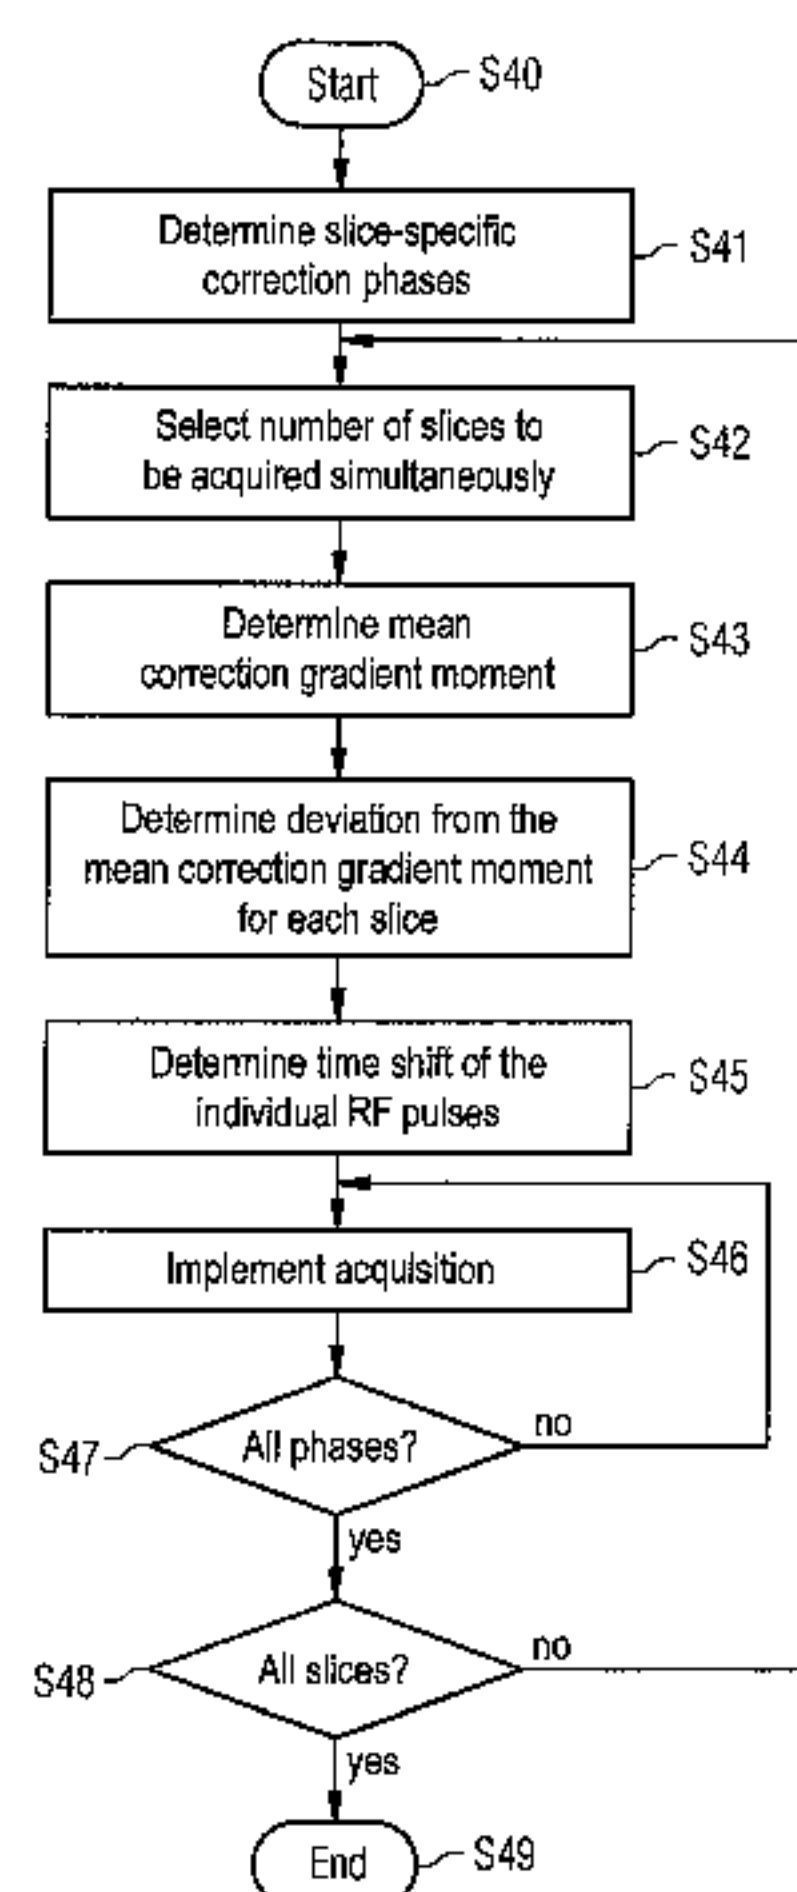 Start
S40
Determine slice-specific
correction phases
S41
Select number of slices to
be acquired simultaneously
S42
Determine mean
correction gradient moment
S43
Determine deviation from the
mean correction gradient moment
for each slice
S44
Determine time shift of the
individual RF pulses
S45
Implement acquisition
S46
All phases?
S47
no
yes
All slices?
S48
no
yes
End
S49